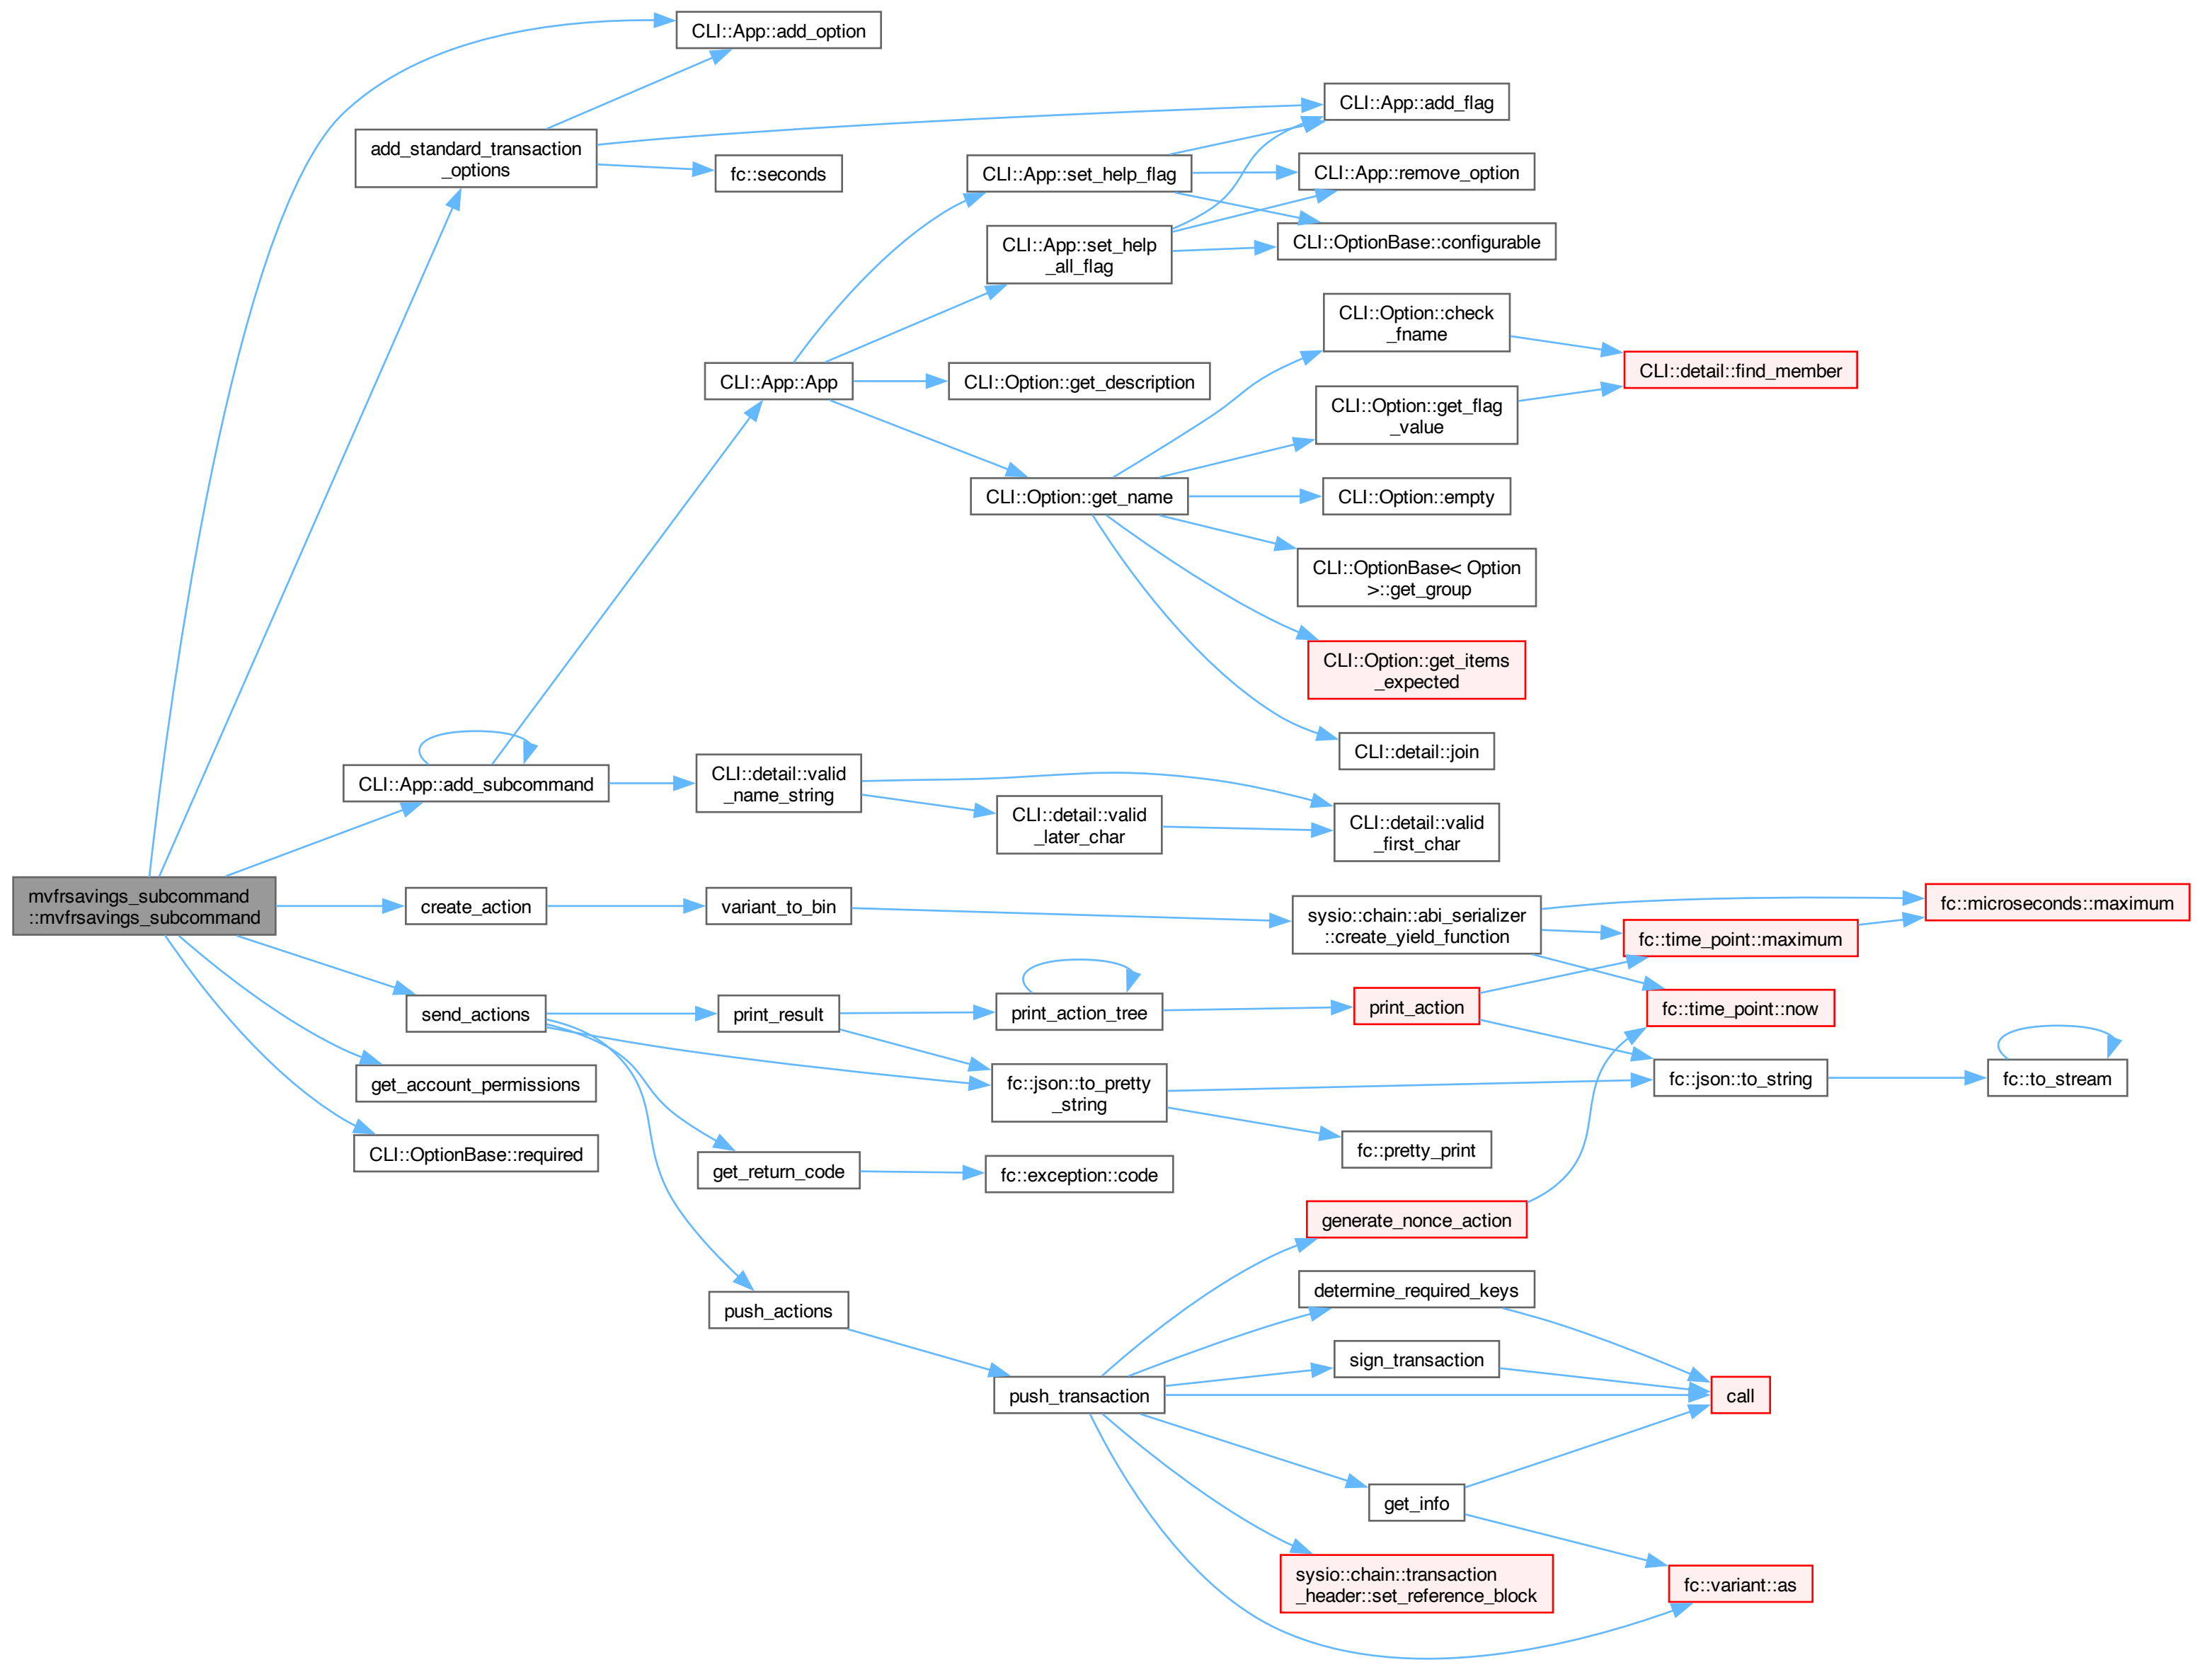 CLI::App::add_option
CLI::App::add_flag
add_standard_transaction
_options
fc::seconds
CLI::App::set_help_flag
CLI::App::remove_option
CLI::App::set_help
_all_flag
CLI::OptionBase::configurable
CLI::Option::check
_fname
CLI::App::App
CLI::Option::get_description
CLI::detail::find_member
CLI::Option::get_flag
_value
CLI::Option::get_name
CLI::Option::empty
CLI::OptionBase< Option
>::get_group
CLI::Option::get_items
_expected
CLI::detail::join
CLI::App::add_subcommand
CLI::detail::valid
_name_string
CLI::detail::valid
_later_char
CLI::detail::valid
_first_char
mvfrsavings_subcommand
::mvfrsavings_subcommand
create_action
variant_to_bin
sysio::chain::abi_serializer
::create_yield_function
fc::microseconds::maximum
fc::time_point::maximum
send_actions
print_result
print_action_tree
print_action
fc::time_point::now
get_account_permissions
fc::json::to_pretty
_string
fc::json::to_string
fc::to_stream
CLI::OptionBase::required
fc::pretty_print
get_return_code
fc::exception::code
generate_nonce_action
push_actions
determine_required_keys
sign_transaction
push_transaction
call
get_info
sysio::chain::transaction
_header::set_reference_block
fc::variant::as